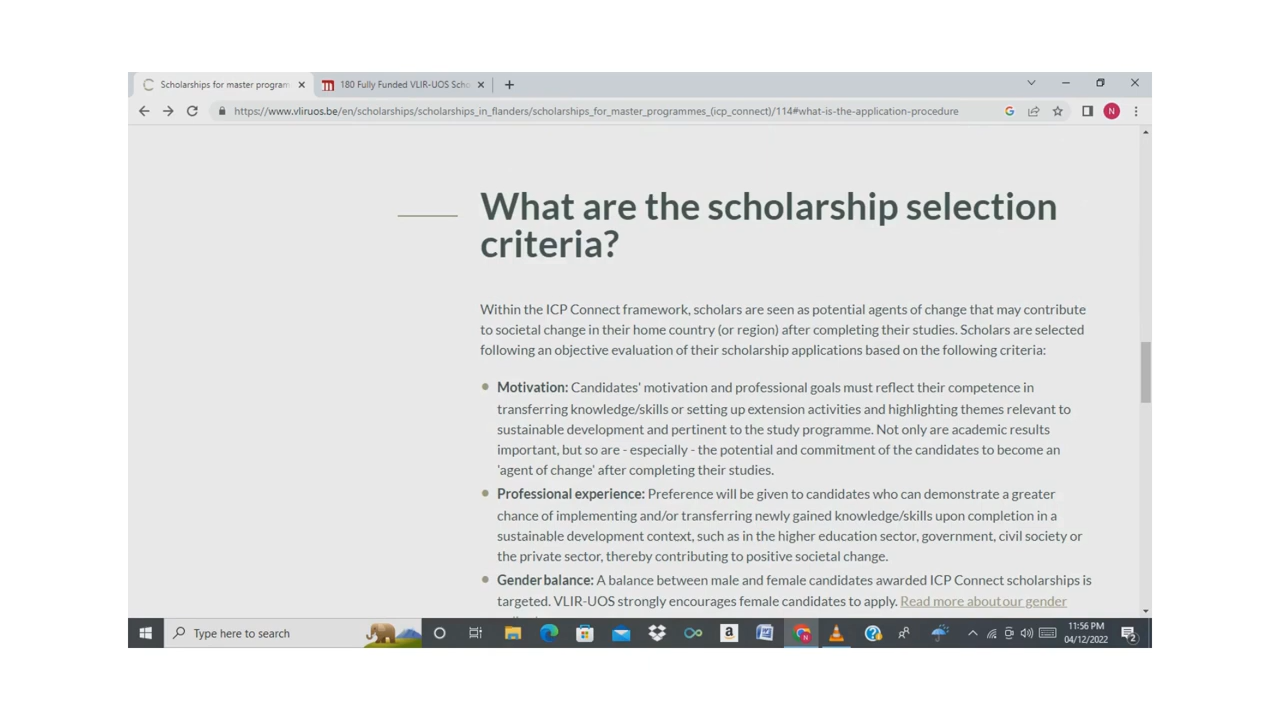 Scholarships for master program
180 Fully Funded VLIR-UOS Scho
https://www.vliruos.be/en/scholarships/scholarships_in_flanders/scholarships_for_master_programmes_(icp_connect)/114#what-is-the-application-procedure
N
What are the scholarship selection
criteria?
Within the ICP Connect framework, scholars are seen as potential agents of change that may contribute
to societal change in their home country (or region) after completing their studies. Scholars are selected
following an objective evaluation of their scholarship applications based on the following criteria:
Motivation: Candidates' motivation and professional goals must reflect their competence in
transferring knowledge/skills or setting up extension activities and highlighting themes relevant to
sustainable development and pertinent to the study programme. Not only are academic results
important, but so are - especially - the potential and commitment of the candidates to become an
'agent of change' after completing their studies.
Professional experience: Preference will be given to candidates who can demonstrate a greater
chance of implementing and/or transferring newly gained knowledge/skills upon completion in a
sustainable development context, such as in the higher education sector, government, civil society or
the private sector, thereby contributing to positive societal change.
Gender balance: A balance between male and female candidates awarded ICP Connect scholarships is
targeted. VLIR-UOS strongly encourages female candidates to apply. Read more about our gender
Type here to search
11:56 PM
04/12/2022
2